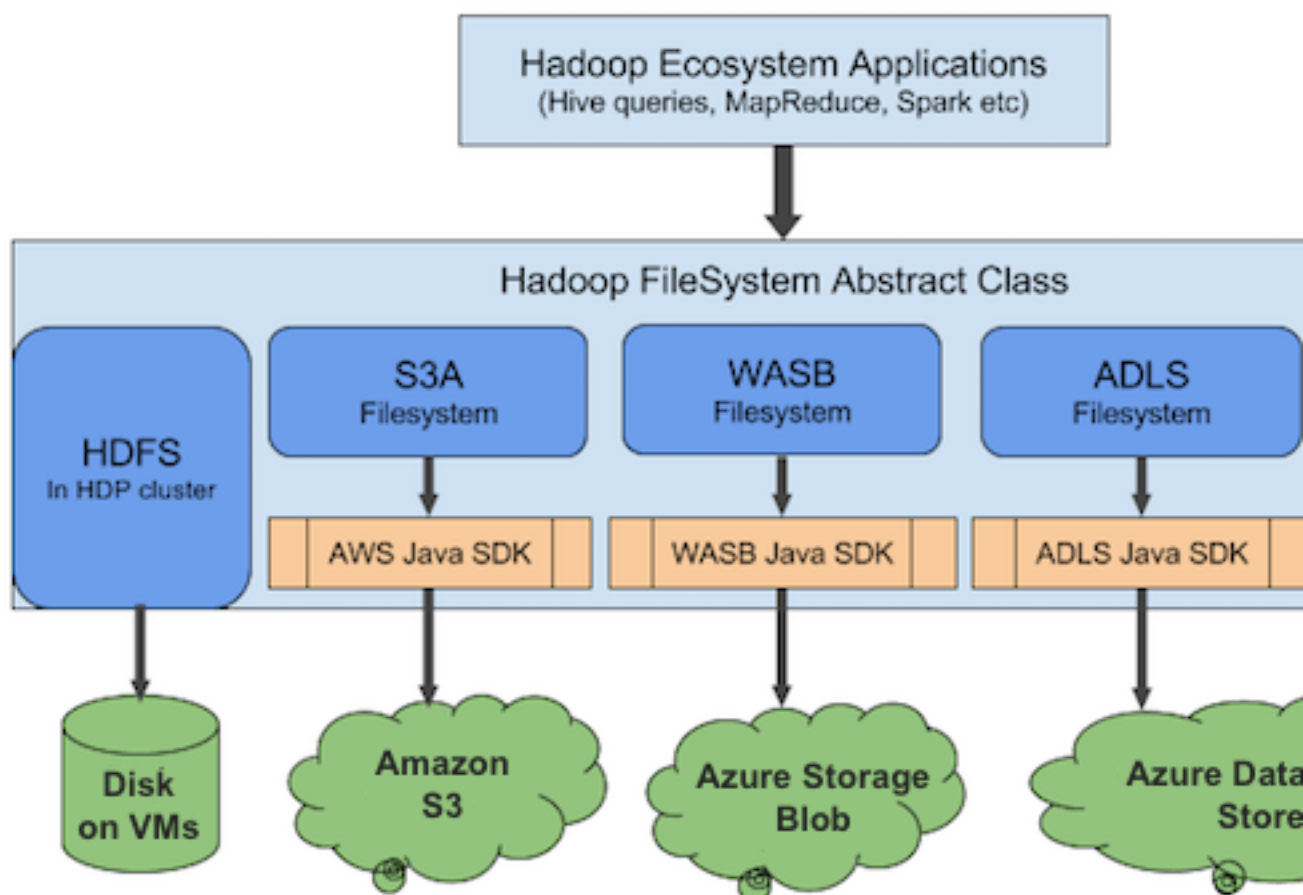 Hadoop Ecosystem Applications
(Hive queries, MapReduce, Spark etc)
Hadoop FileSystem Abstract Class
HDFS
In HDP cluster
S3A
Filesystem
WASB
Filesystem
ADLS
Filesystem
AWS Java SDK
WASB Java SDK
ADLS Java SDK
Disk
on VMs
Amazon
S3
Azure Storage
Blob
Azure Data
Store